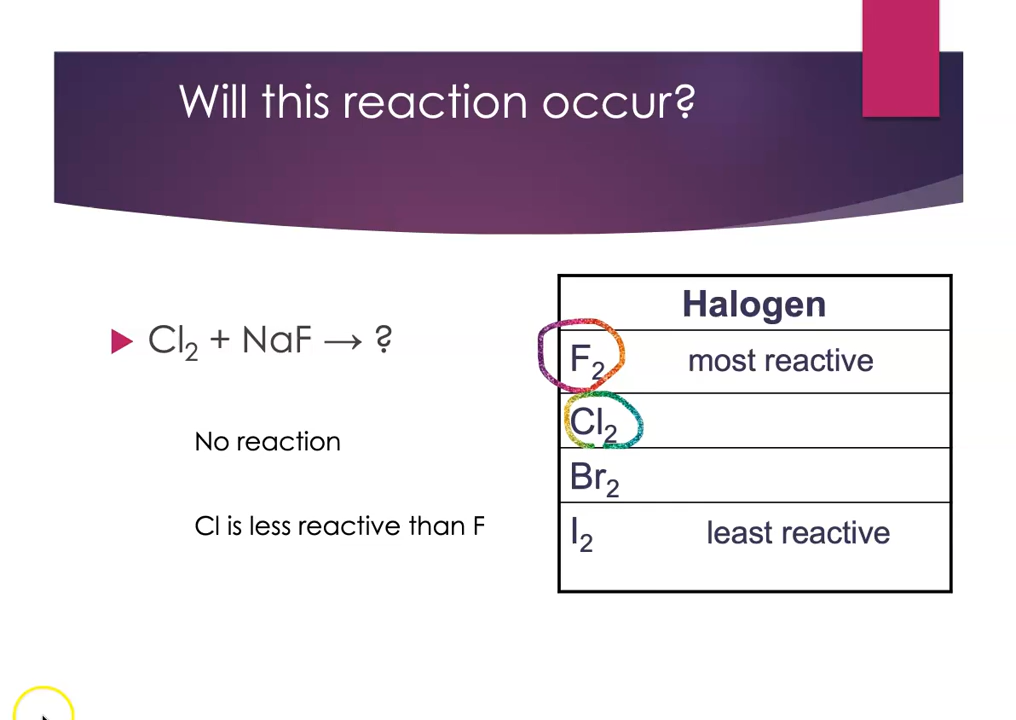 Will this reaction occur?
Cl₂ + NaF → ?
No reaction
Cl is less reactive than F
Halogen
F₂ most reactive
Cl₂
Br₂
I₂ least reactive